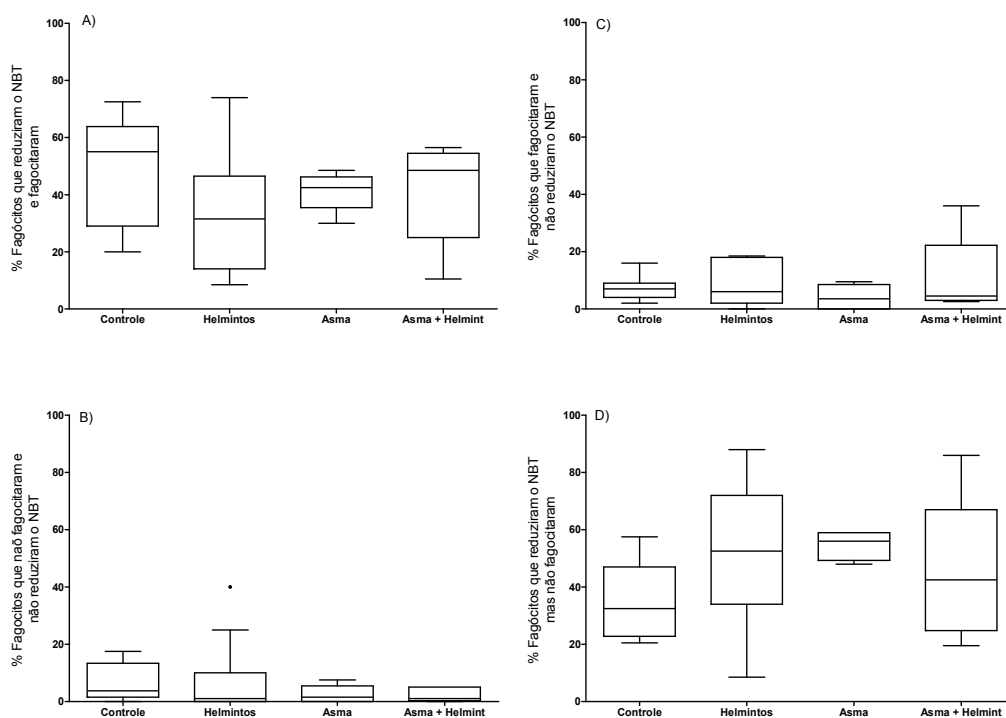 A)
% Fagócitos que reduziram o NBT
e fagocitaram
100
80
60
40
20
0
Controle
Helmintos
Asma
Asma + Helmint
C)
% Fagócitos que fagocitaram e
não reduziram o NBT
100
80
60
40
20
0
Controle
Helmintos
Asma
Asma + Helmint
B)
% Fagocitos que naõ fagocitaram e
não reduziram o NBT
100
80
60
40
20
0
Controle
Helmintos
Asma
Asma + Helmint
D)
% Fagócitos que reduziram o NBT
mas não fagocitaram
100
80
60
40
20
0
Controle
Helmintos
Asma
Asma + Helmint